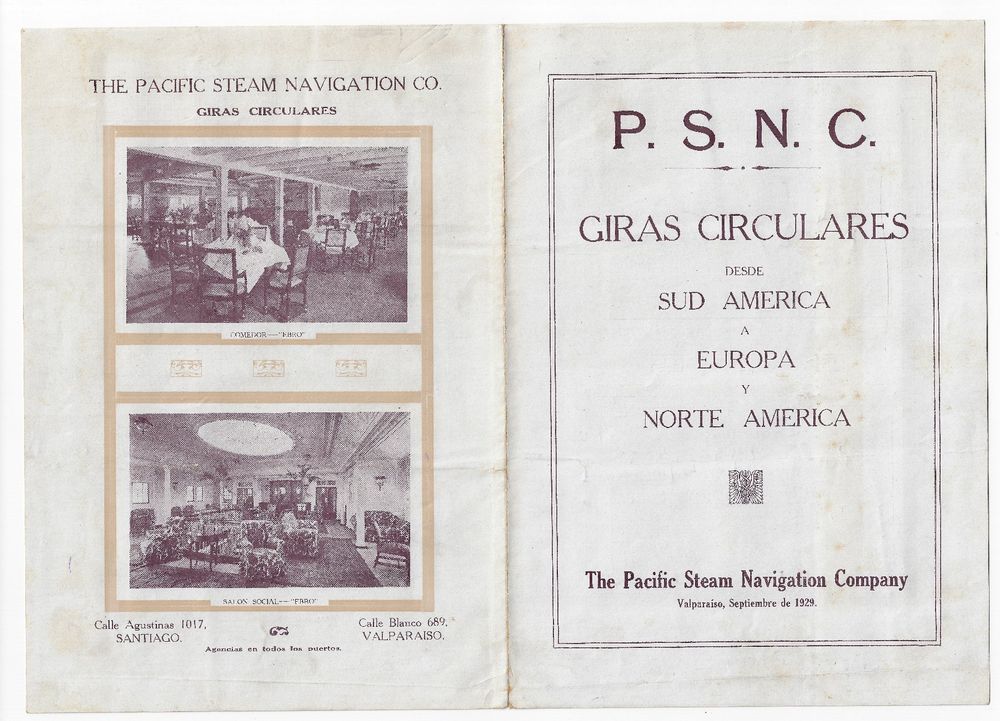 THE PACIFIC STEAM NAVIGATION CO.
GIRAS CIRCULARES
COMEDOR—"EBRO"
SALON SOCIAL—"EBRO"
Calle Agustinas 1017,
SANTIAGO.
Calle Blanco 689,
VALPARAISO.
Agencias en todos los puertos.
P. S. N. C.
GIRAS CIRCULARES
DESDE
SUD AMERICA
A
EUROPA
Y
NORTE AMERICA
The Pacific Steam Navigation Company
Valparaiso, Septiembre de 1929.